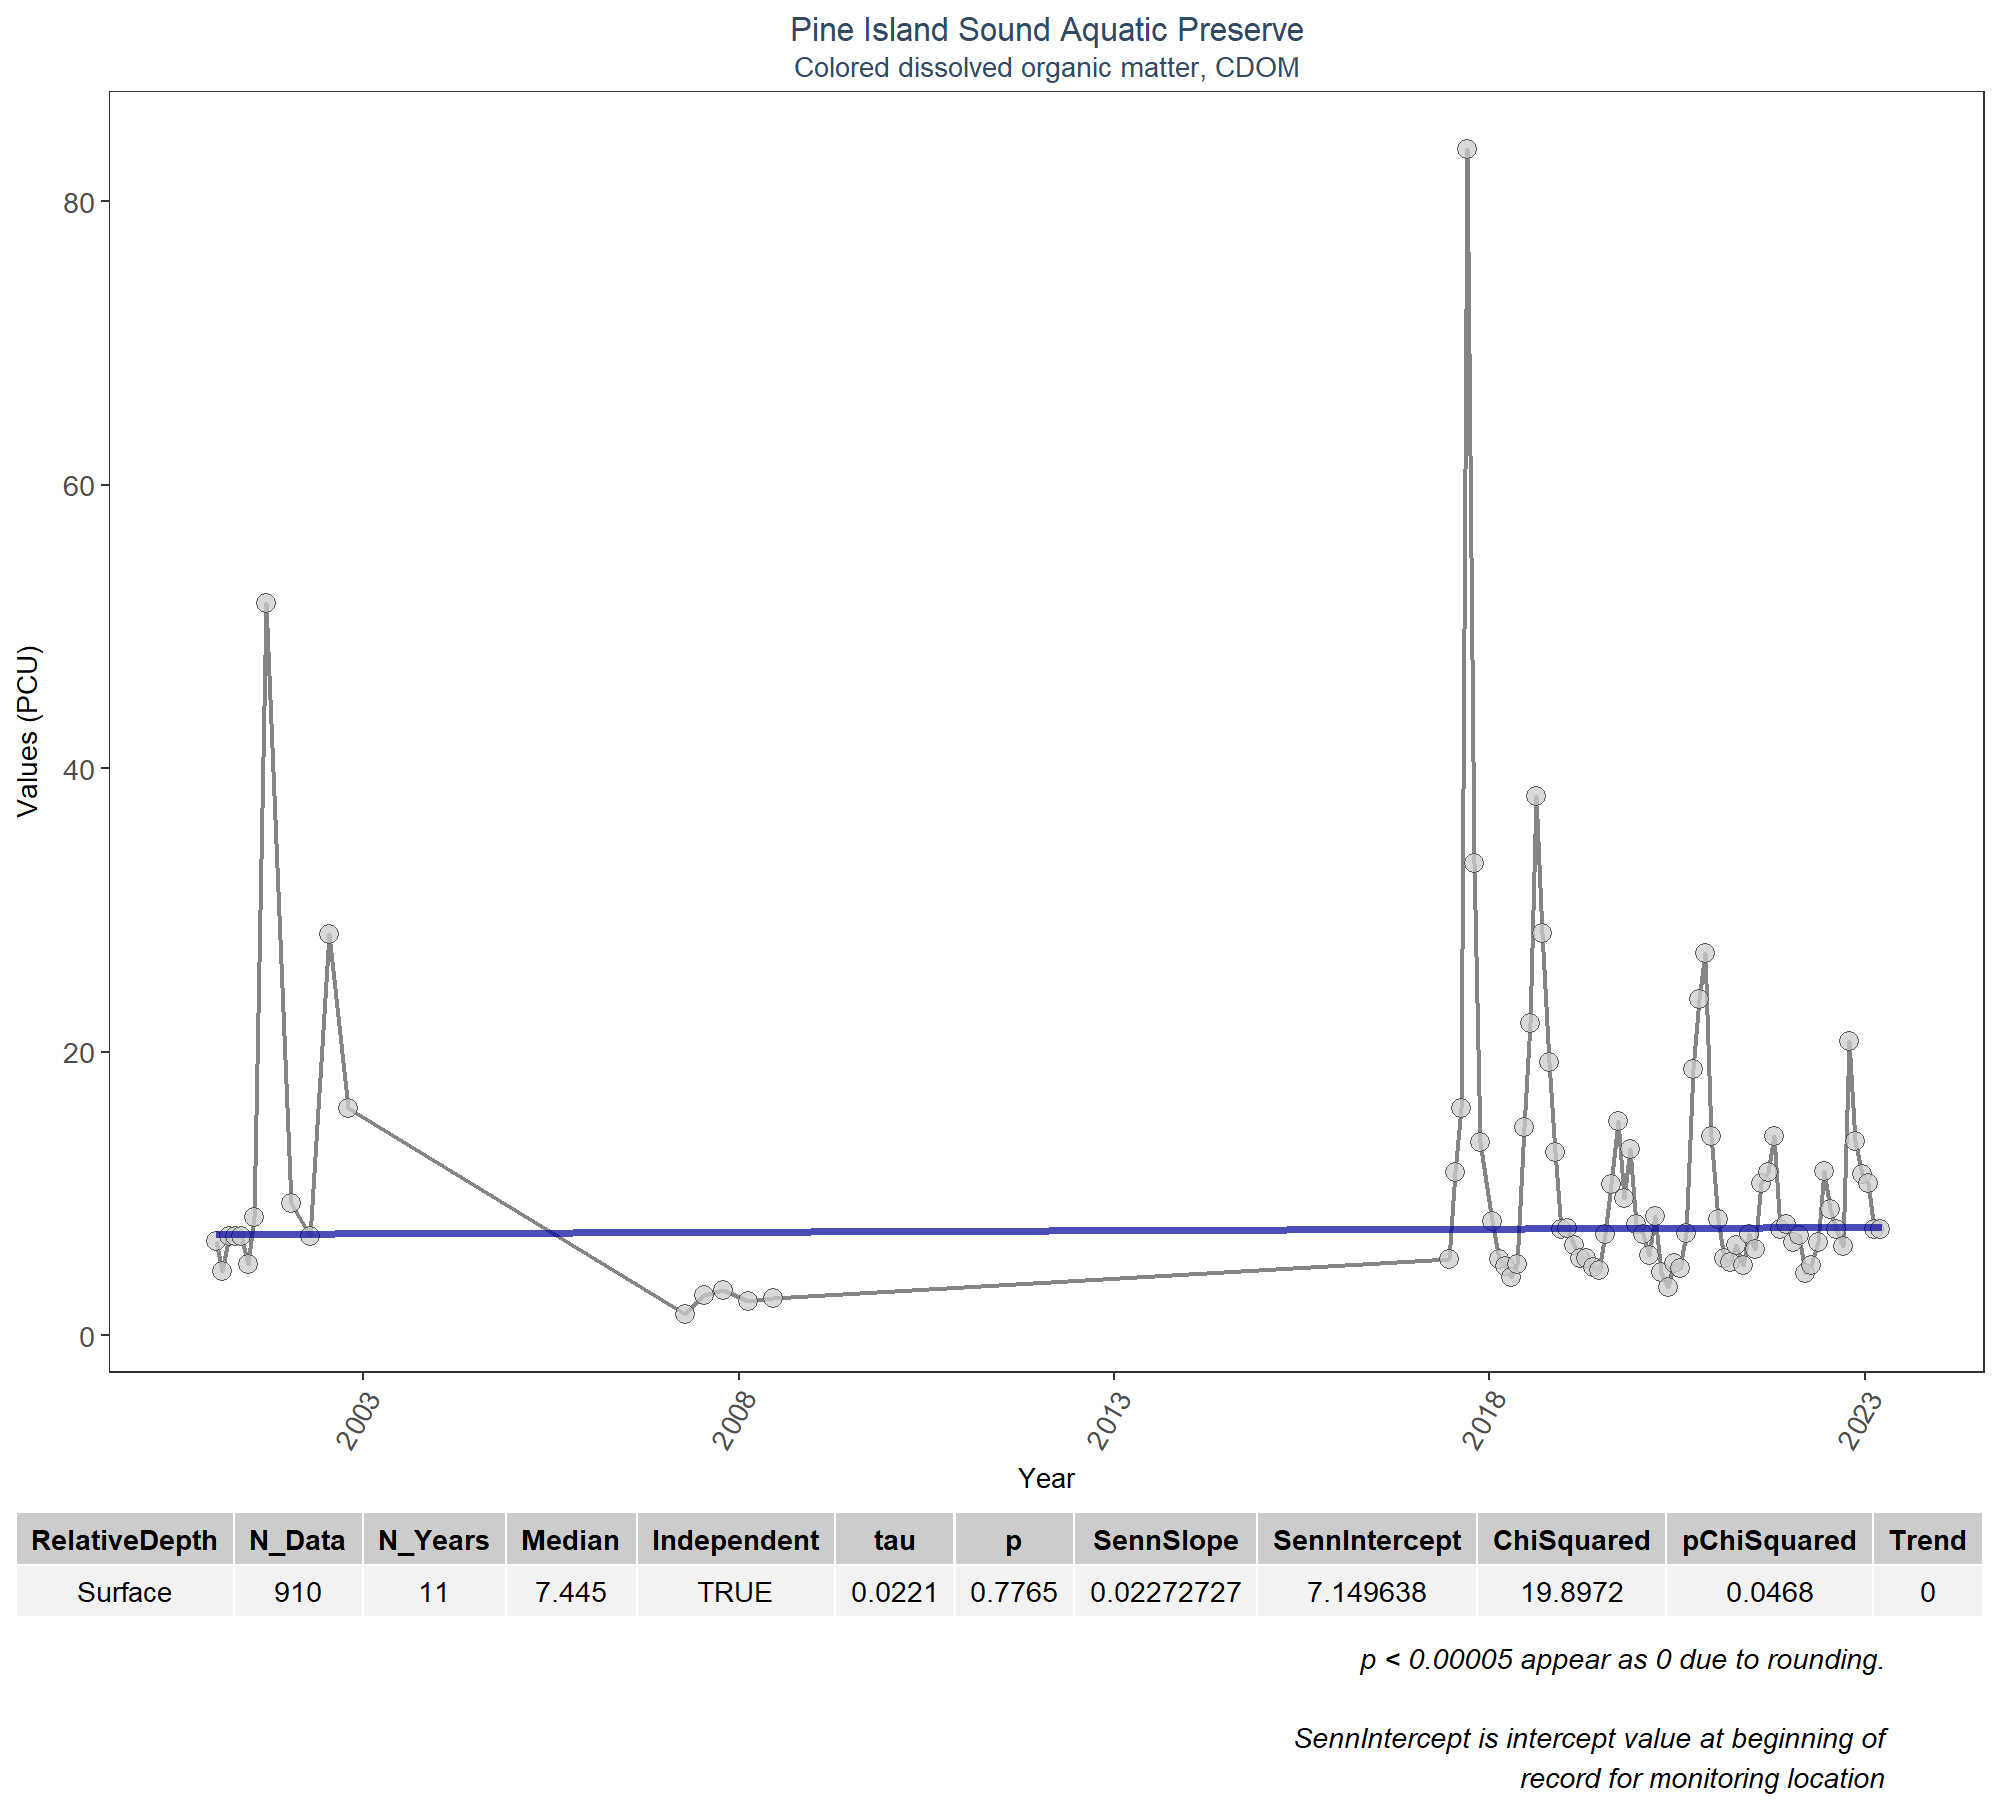 Pine Island Sound Aquatic Preserve
Colored dissolved organic matter, CDOM
Values (PCU)
80
60
40
20
0
2003 2008 2013 2018 2023
Year
RelativeDepth N_Data N_Years Median Independent tau p SennSlope SennIntercept ChiSquared pChiSquared Trend
Surface 910 11 7.445 TRUE 0.0221 0.7765 0.02272727 7.149638 19.8972 0.0468 0
p < 0.00005 appear as 0 due to rounding.
SennIntercept is intercept value at beginning of
record for monitoring location